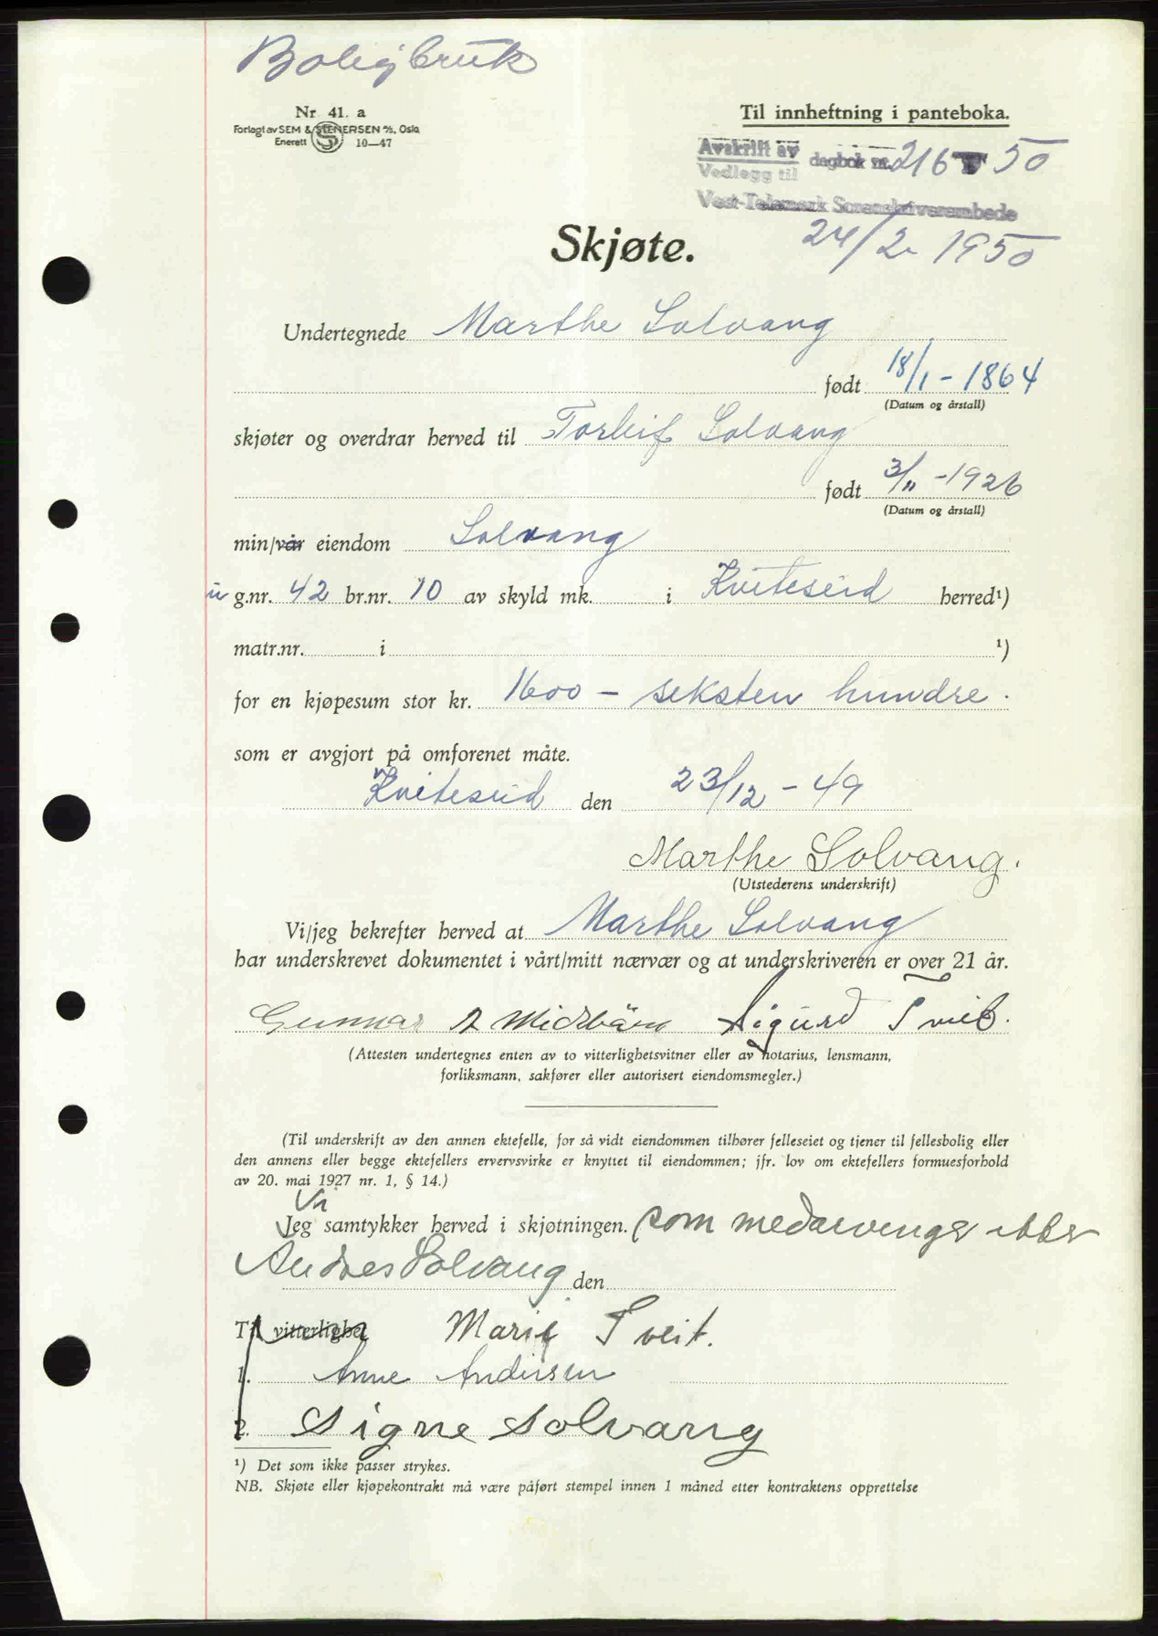 Boligbruk
Nr. 41. a
Forlagt av SEM & STENERSEN A/S, Oslo
Enerett 10—47
Til innheftning i panteboka.
Avskrift av
Vedlegg til
dagbok nr. 216 50
Vest-Telemark Sorenskriverembede
24/2 - 1950
Skjøte.
Undertegnede Marthe Solvang
født 18/1 - 1864
(Datum og årstall)
skjøter og overdrar herved til Torleif Solvang
født 3/11 - 1926
(Datum og årstall)
min/vår eiendom Solvang
g.nr. 42 br.nr. 10 av skyld mk. i Kviteseid herred¹)
matr.nr. i ¹)
for en kjøpesum stor kr. 1600 - seksten hundre.
som er avgjort på omforenet måte.
Kviteseid den 23/12 - 49
Marthe Solvang.
(Utstederens underskrift)
Vi/jeg bekrefter herved at Marthe Solvang
har underskrevet dokumentet i vårt/mitt nærvær og at underskriveren er over 21 år.
Gunnar Sigurd Tveit.
(Attesten undertegnes enten av to vitterlighetsvitner eller av notarius, lensmann,
forliksmann, sakfører eller autorisert eiendomsmegler.)
(Til underskrift av den annen ektefelle, for så vidt eiendommen tilhører felleseiet og tjener til fellesbolig eller
den annens eller begge ektefellers ervervsvirke er knyttet til eiendommen; jfr. lov om ektefellers formuesforhold
av 20. mai 1927 nr. 1, § 14.)
Vi
Jeg samtykker herved i skjøtningen. (som medarvinger
Andres Solvang den
Til vitterlighet Marie Tveit.
1. Anne Andersen
2. Signe Solvang
¹) Det som ikke passer strykes.
NB. Skjøte eller kjøpekontrakt må være påført stempel innen 1 måned etter kontraktens opprettelse